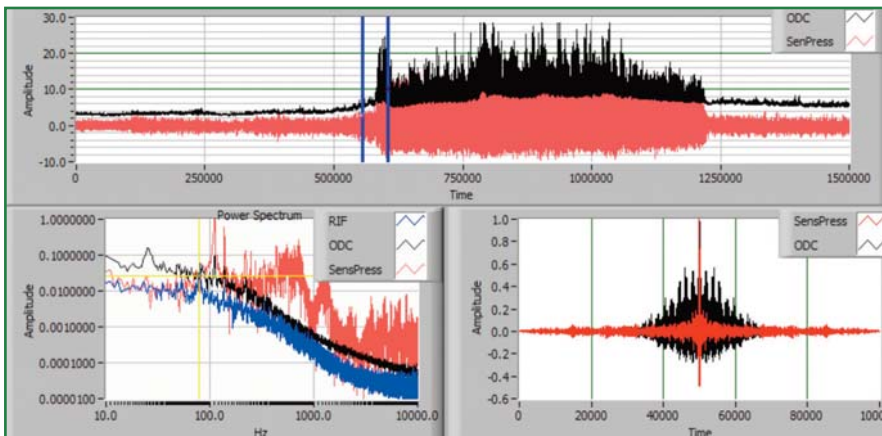 30.0
20.0
10.0
0.0
-10.0
Amplitude
0 250000 500000 750000 1000000 1250000 1500000
Time
ODC
SenPress
Power Spectrum
1.0000000
0.1000000
0.0100000
0.0010000
0.0001000
0.0000100
Amplitude
10.0 100.0 1000.0 10000.0
Hz
RIF
ODC
SensPress
1.0
0.8
0.6
0.4
0.2
0.0
-0.2
-0.4
-0.6
Amplitude
0 20000 40000 60000 80000 100000
Time
SensPress
ODC